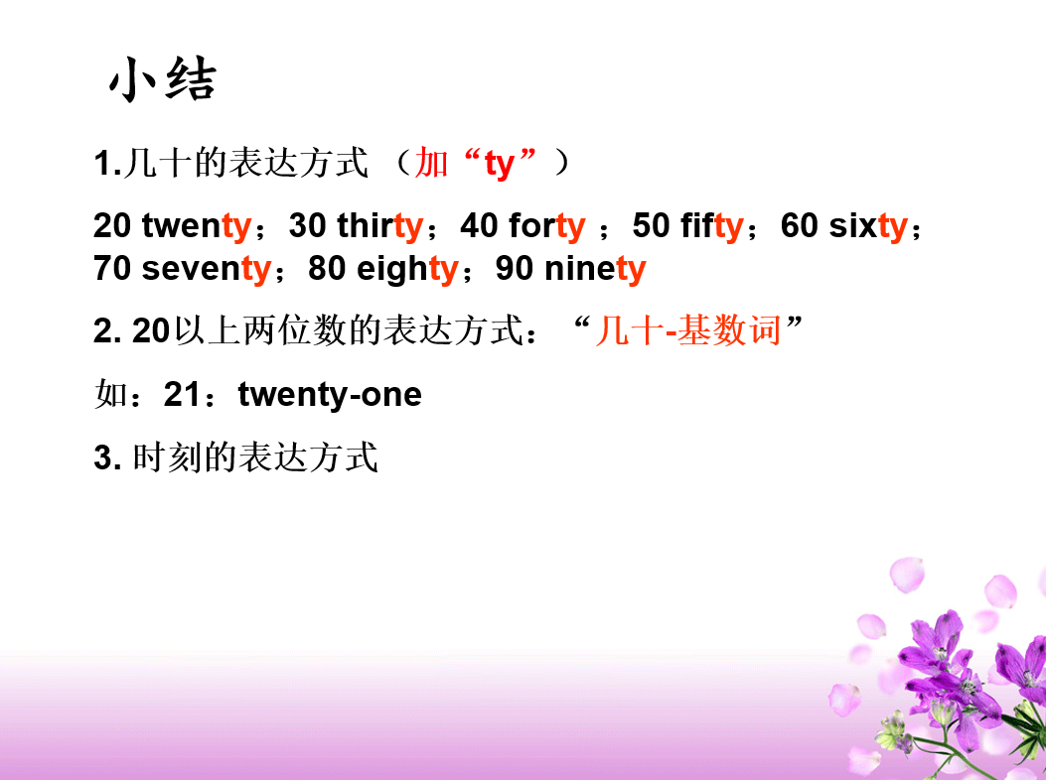 小结
1.几十的表达方式 （加“ty”）
20 twenty；30 thirty；40 forty ；50 fifty；60 sixty；
70 seventy；80 eighty；90 ninety
2. 20以上两位数的表达方式：“几十-基数词”
如：21：twenty-one
3. 时刻的表达方式